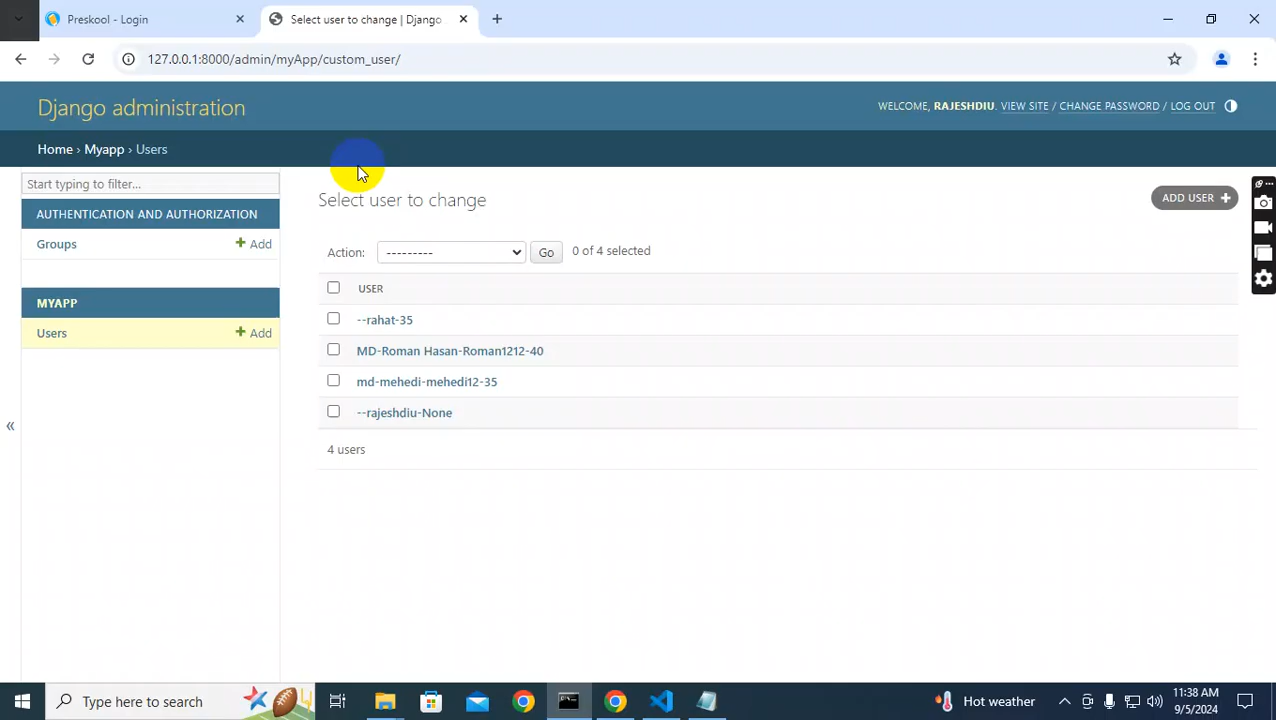 Preskool - Login
Select user to change | Django
127.0.0.1:8000/admin/myApp/custom_user/
Django administration
WELCOME, RAJESHDIU. VIEW SITE / CHANGE PASSWORD / LOG OUT
Home › Myapp › Users
Start typing to filter...
AUTHENTICATION AND AUTHORIZATION
Groups + Add
MYAPP
Users + Add
«
Select user to change
ADD USER +
Action: --------- Go 0 of 4 selected
USER
--rahat-35
MD-Roman Hasan-Roman1212-40
md-mehedi-mehedi12-35
--rajeshdiu-None
4 users
Type here to search
Hot weather
11:38 AM
9/5/2024